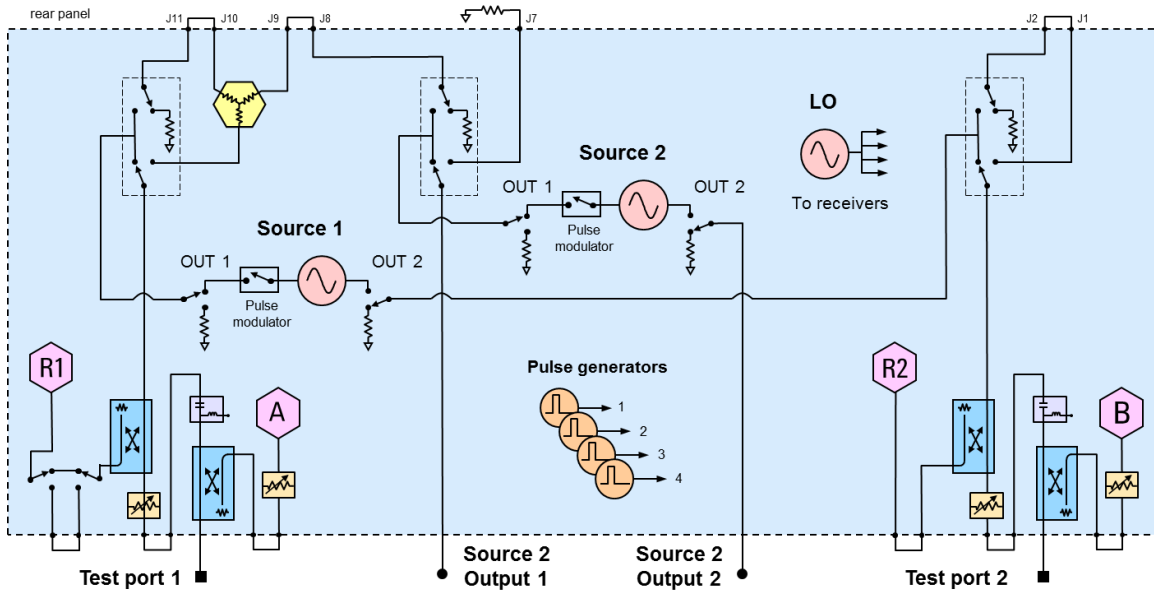 rear panel
J11
J10
J9
J8
J7
J2
J1
LO
To receivers
Source 2
OUT 1
OUT 2
Pulse
modulator
Source 1
OUT 1
OUT 2
Pulse
modulator
R1
A
Pulse generators
1
2
3
4
R2
B
Test port 1
Source 2
Output 1
Source 2
Output 2
Test port 2